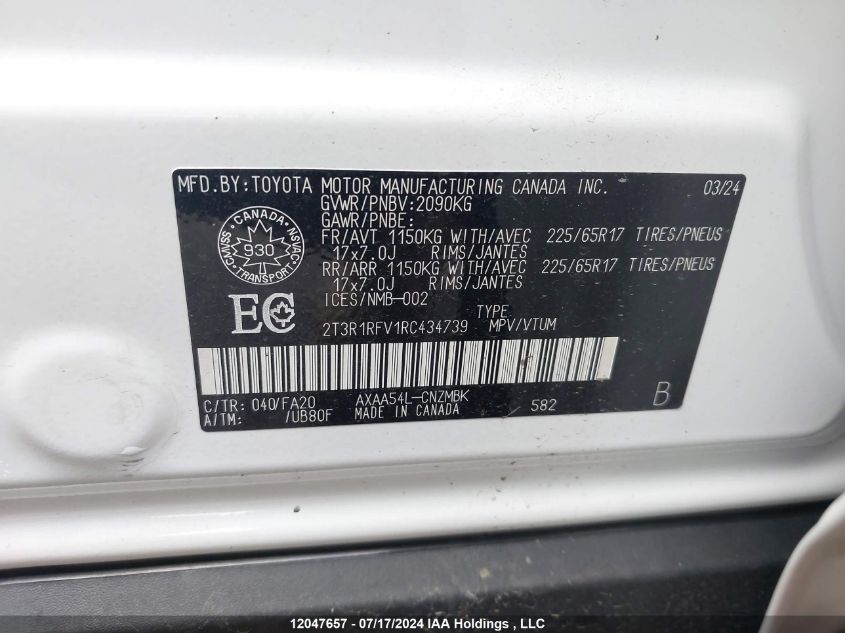 MFD.BY:TOYOTA MOTOR MANUFACTURING CANADA INC. 03/24
GVWR/PNBV:2090KG
GAWR/PNBE:
FR/AVT 1150KG WITH/AVEC 225/65R17 TIRES/PNEUS
17x7.0J RIMS/JANTES
RR/ARR 1150KG WITH/AVEC 225/65R17 TIRES/PNEUS
17x7.0J RIMS/JANTES
ICES/NMB-002
CANADA
CMVSS 930 NSVAC
TRANSPORT
EC
TYPE
2T3R1RFV1RC434739 MPV/VTUM
C/TR: 040/FA20 AXAA54L-CNZMBK
A/TM: /UB80F MADE IN CANADA 582 B
12047657 - 07/17/2024 IAA Holdings , LLC